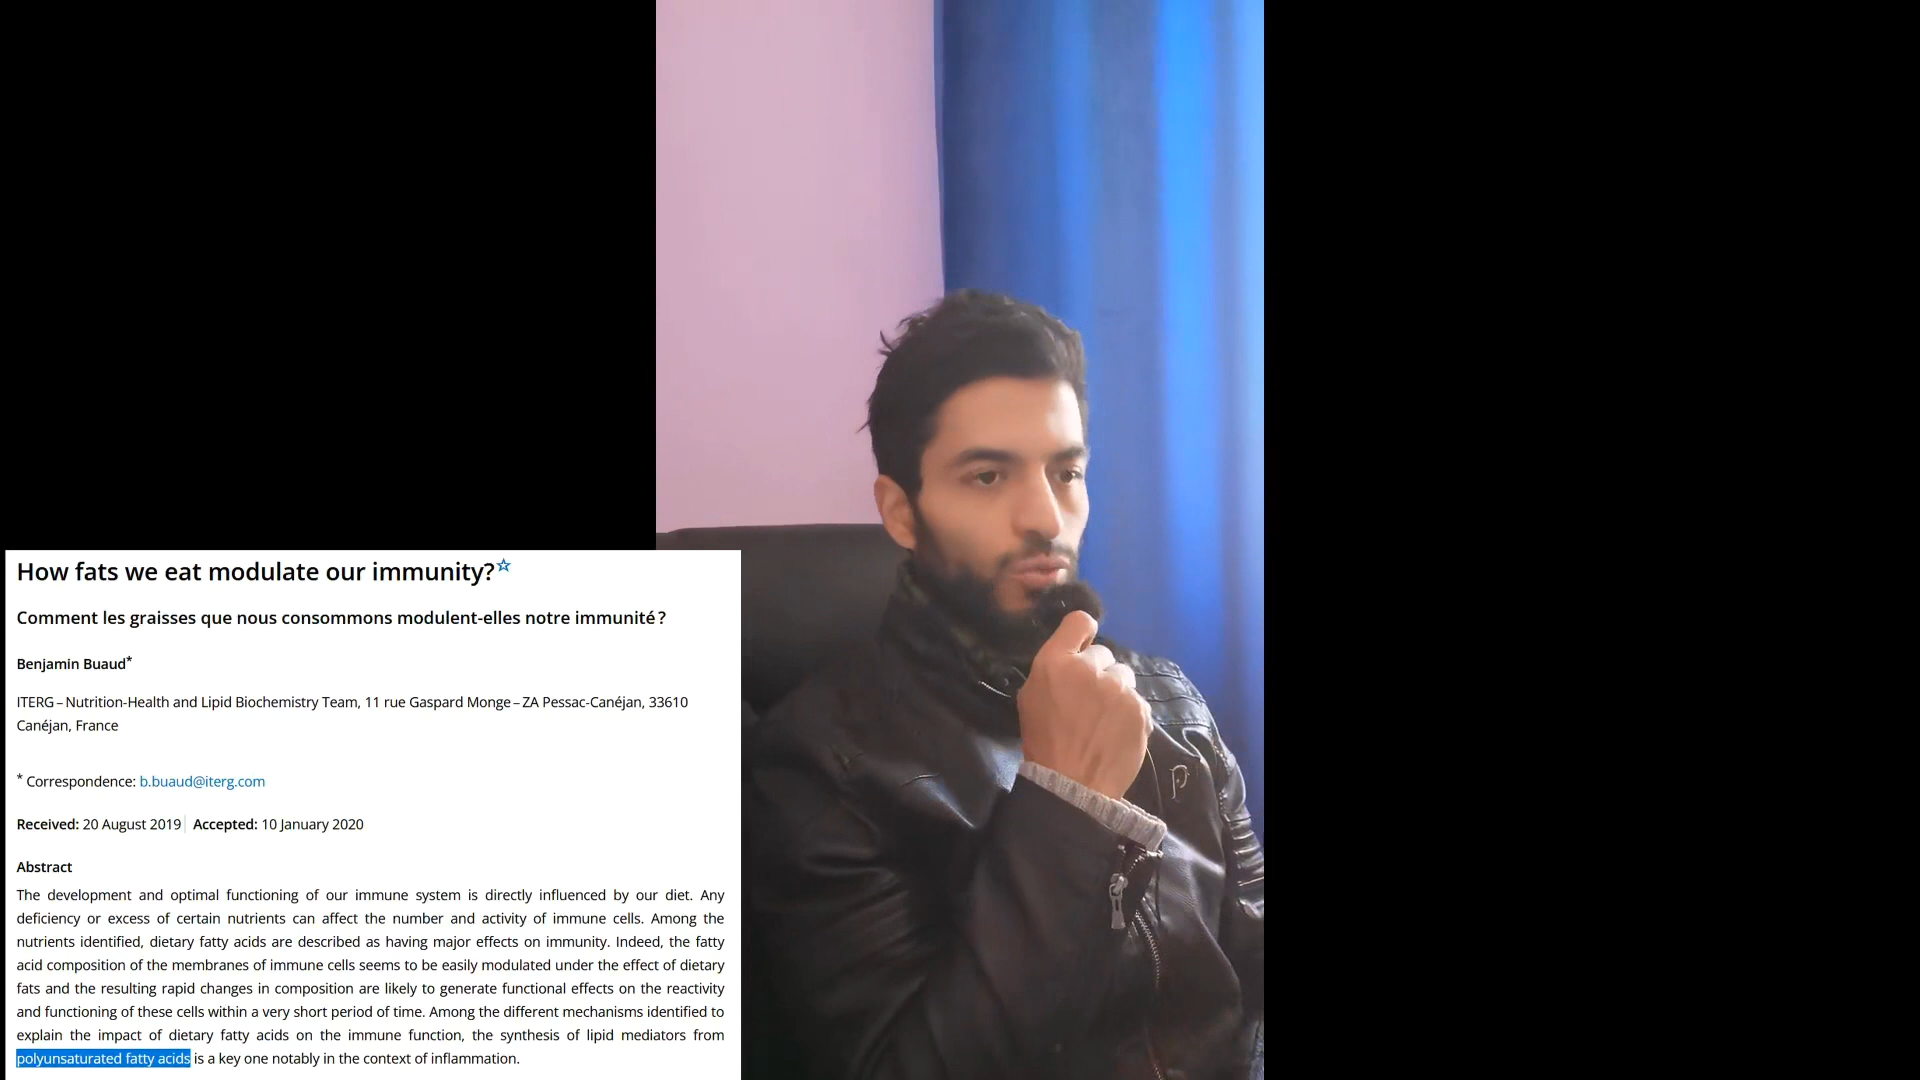 How fats we eat modulate our immunity?☆
Comment les graisses que nous consommons modulent-elles notre immunité ?
Benjamin Buaud*
ITERG – Nutrition-Health and Lipid Biochemistry Team, 11 rue Gaspard Monge – ZA Pessac-Canéjan, 33610
Canéjan, France
* Correspondence: b.buaud@iterg.com
Received: 20 August 2019 | Accepted: 10 January 2020
Abstract
The development and optimal functioning of our immune system is directly influenced by our diet. Any
deficiency or excess of certain nutrients can affect the number and activity of immune cells. Among the
nutrients identified, dietary fatty acids are described as having major effects on immunity. Indeed, the fatty
acid composition of the membranes of immune cells seems to be easily modulated under the effect of dietary
fats and the resulting rapid changes in composition are likely to generate functional effects on the reactivity
and functioning of these cells within a very short period of time. Among the different mechanisms identified to
explain the impact of dietary fatty acids on the immune function, the synthesis of lipid mediators from
polyunsaturated fatty acids is a key one notably in the context of inflammation.